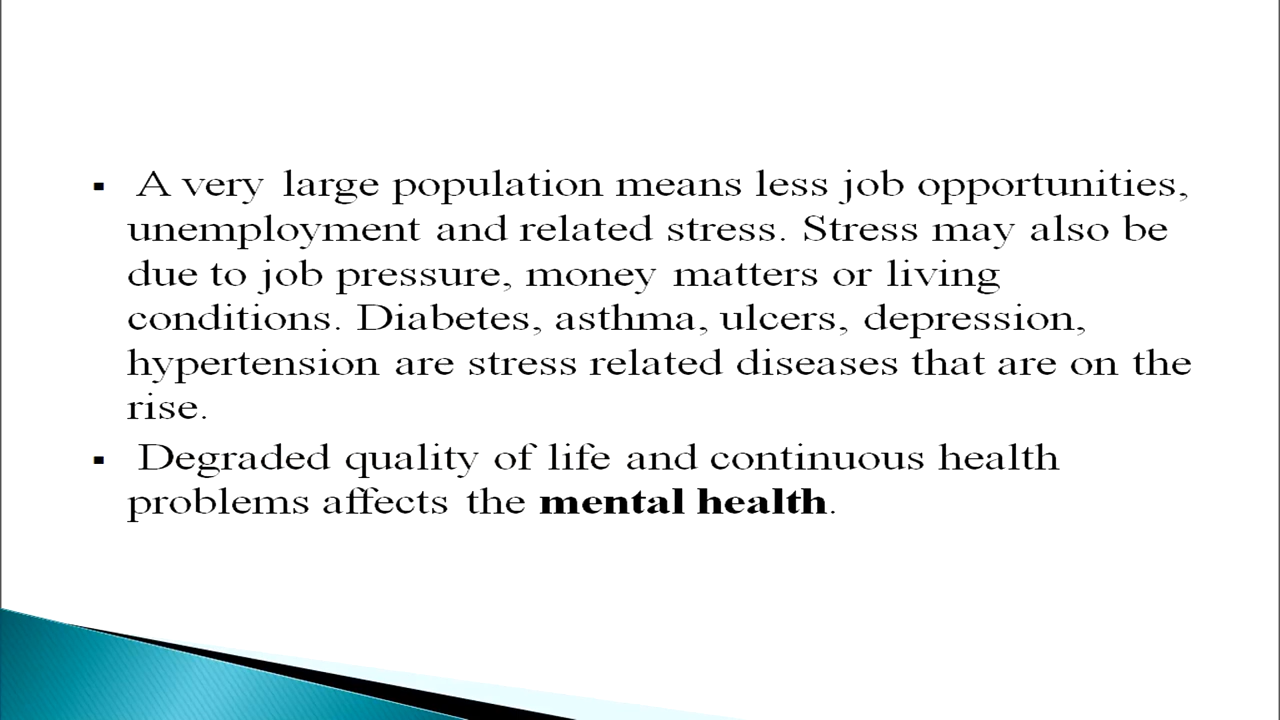 ▪ A very large population means less job opportunities,
unemployment and related stress. Stress may also be
due to job pressure, money matters or living
conditions. Diabetes, asthma, ulcers, depression,
hypertension are stress related diseases that are on the
rise.
▪ Degraded quality of life and continuous health
problems affects the mental health.